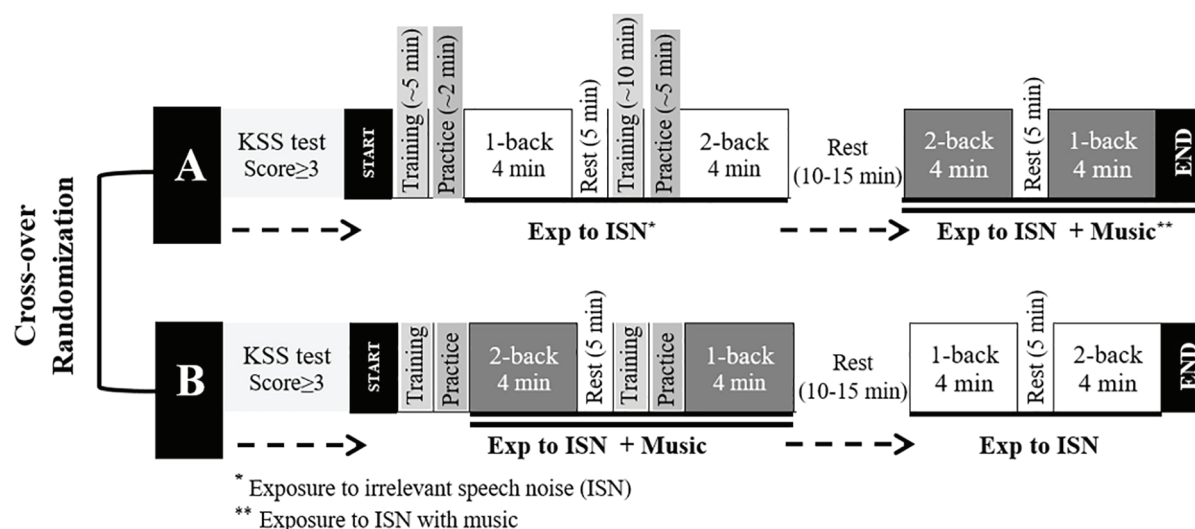 Cross-over
Randomization
A
KSS test
Score≥3
START
Training (~5 min)
Practice (~2 min)
1-back
4 min
Rest (5 min)
Training (~10 min)
Practice (~5 min)
2-back
4 min
Rest
(10-15 min)
2-back
4 min
Rest (5 min)
1-back
4 min
END
Exp to ISN*
Exp to ISN + Music**
B
KSS test
Score≥3
START
Training
Practice
2-back
4 min
Rest (5 min)
Training
Practice
1-back
4 min
Rest
(10-15 min)
1-back
4 min
Rest (5 min)
2-back
4 min
END
Exp to ISN + Music
Exp to ISN
* Exposure to irrelevant speech noise (ISN)
** Exposure to ISN with music